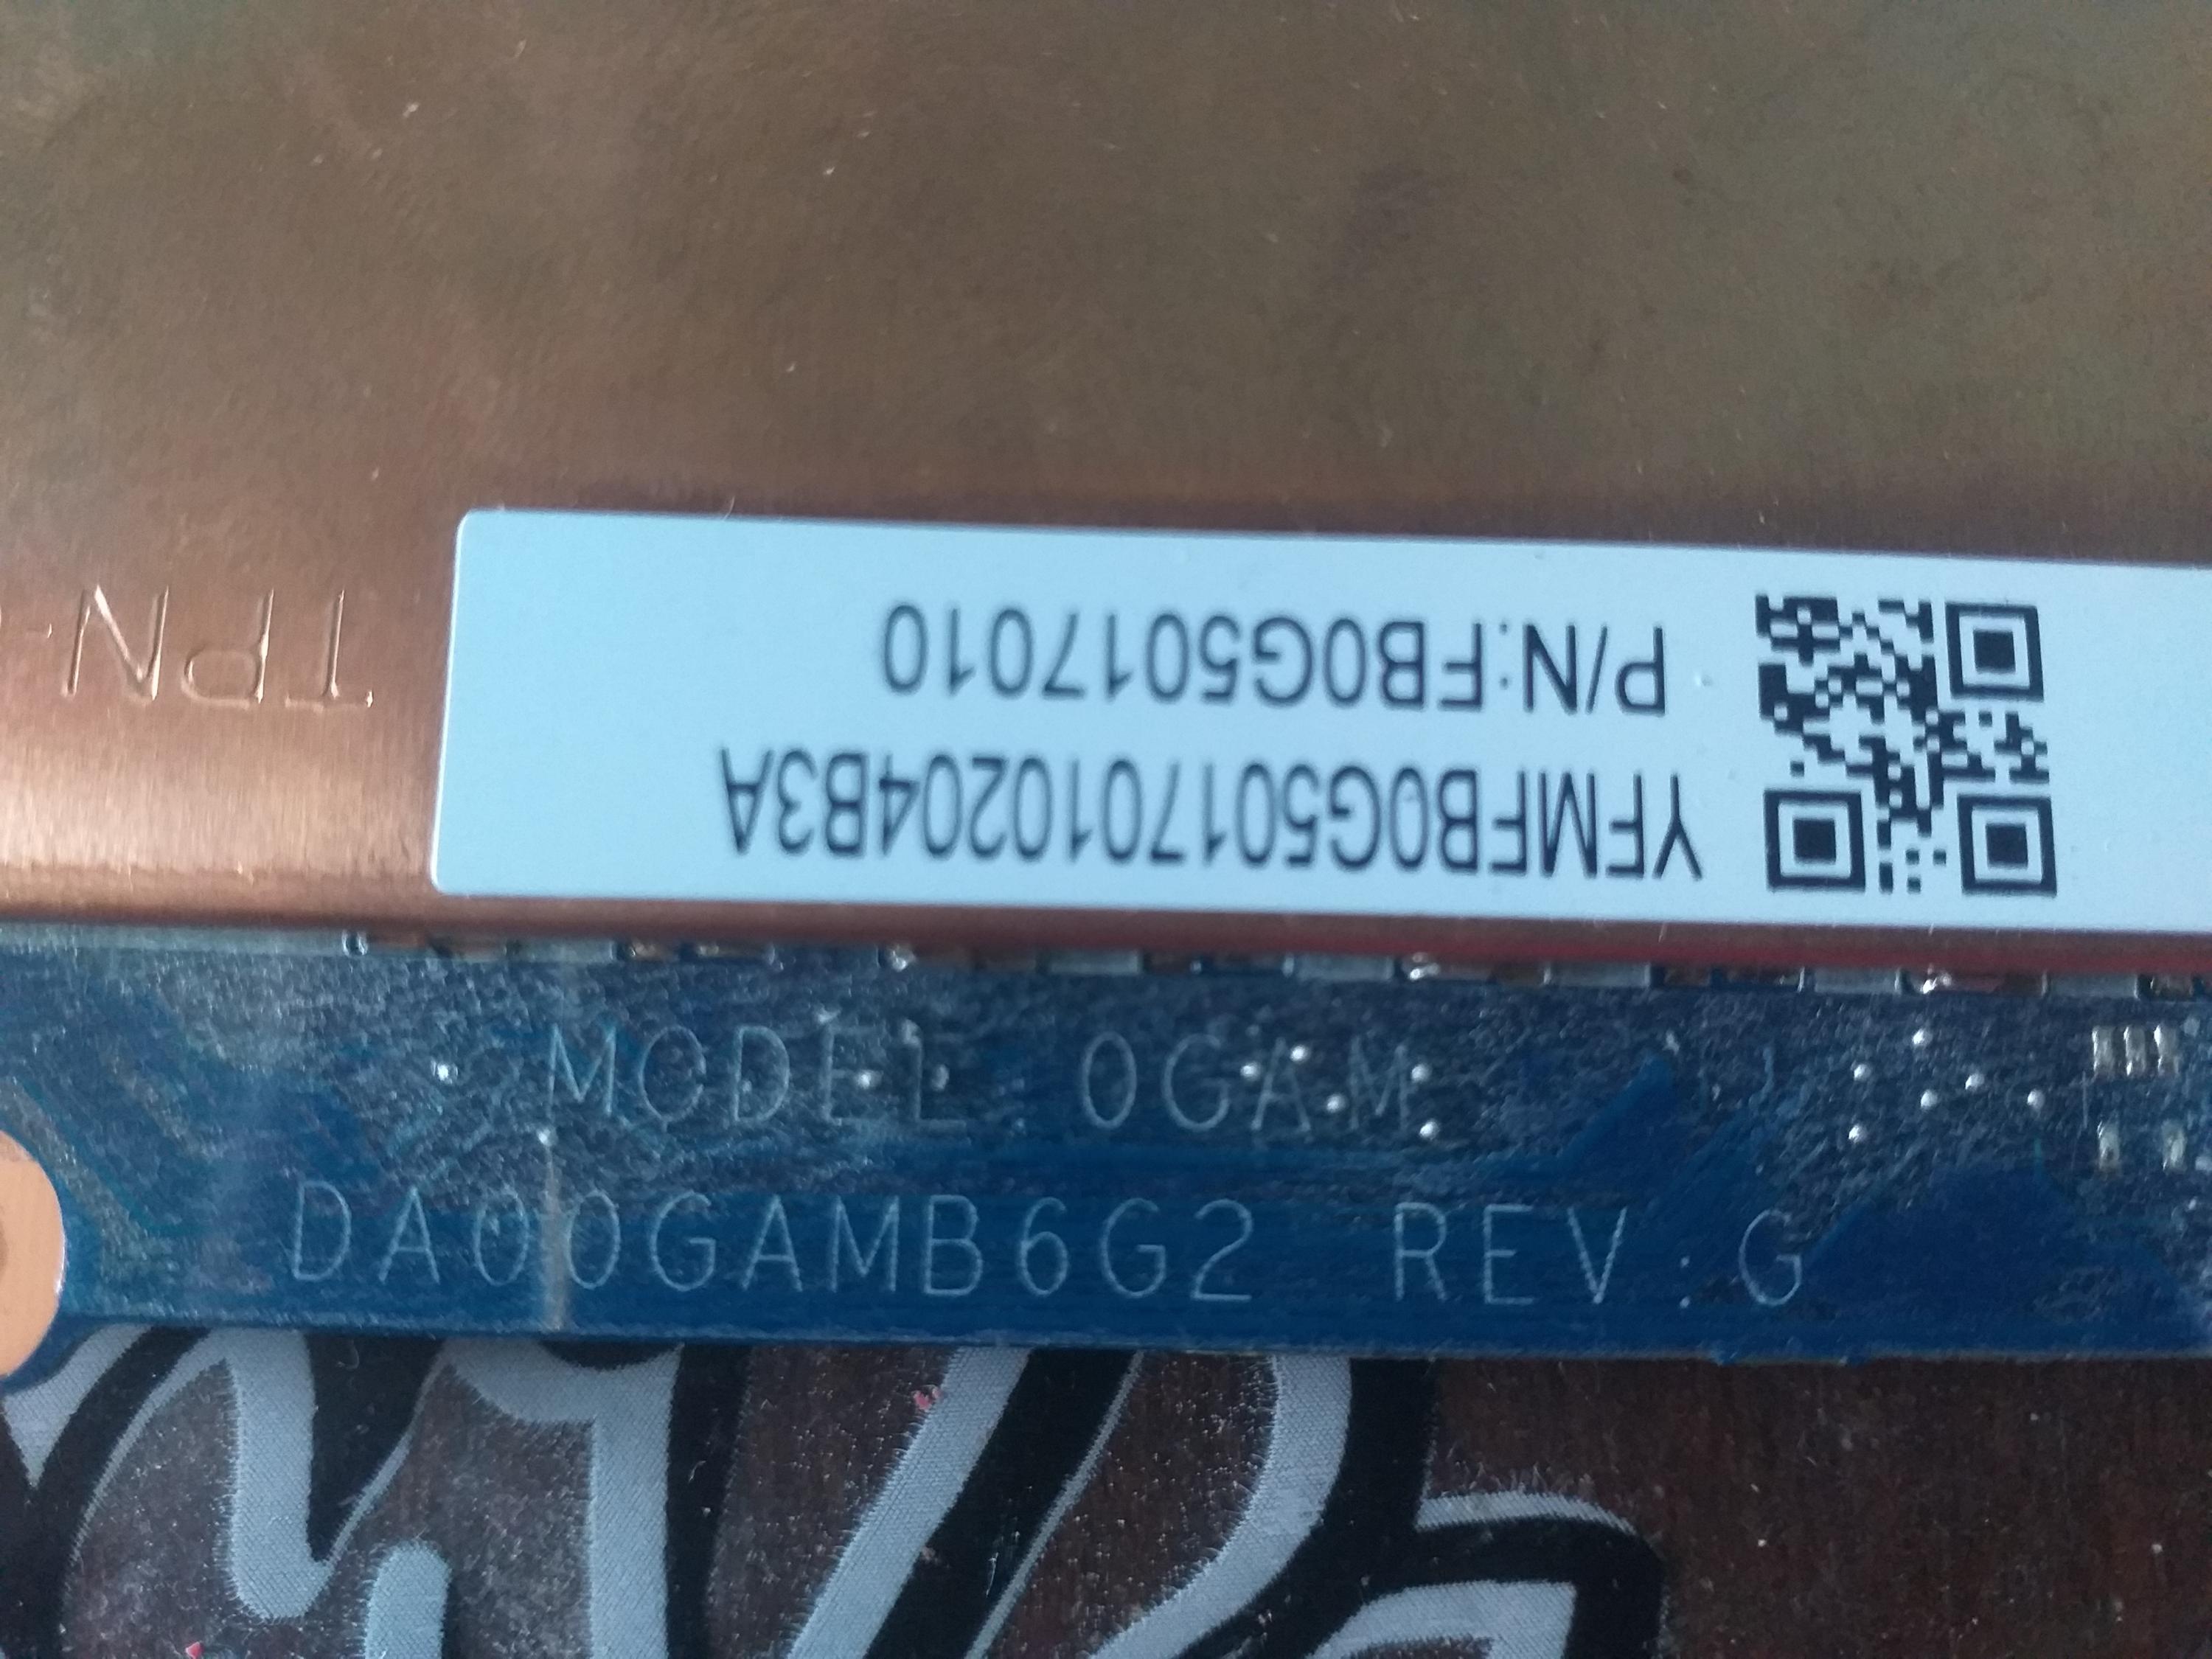 TPN-
YFMFB0G5017010204B3A
P/N:FB0G5017010
MODEL 0GAM
DA00GAMB6G2 REV:G